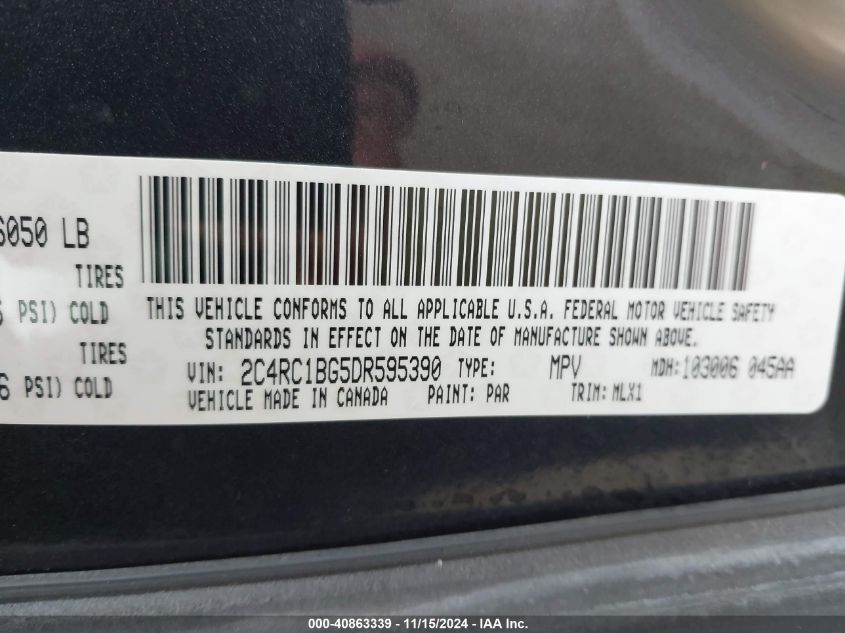 6050 LB
TIRES
PSI) COLD
TIRES
6 PSI) COLD
THIS VEHICLE CONFORMS TO ALL APPLICABLE U.S.A. FEDERAL MOTOR VEHICLE SAFETY
STANDARDS IN EFFECT ON THE DATE OF MANUFACTURE SHOWN ABOVE.
VIN: 2C4RC1BG5DR595390 TYPE: MPV MDH:103006 045AA
VEHICLE MADE IN CANADA PAINT: PAR TRIM: MLX1
000-40863339 - 11/15/2024 - IAA Inc.